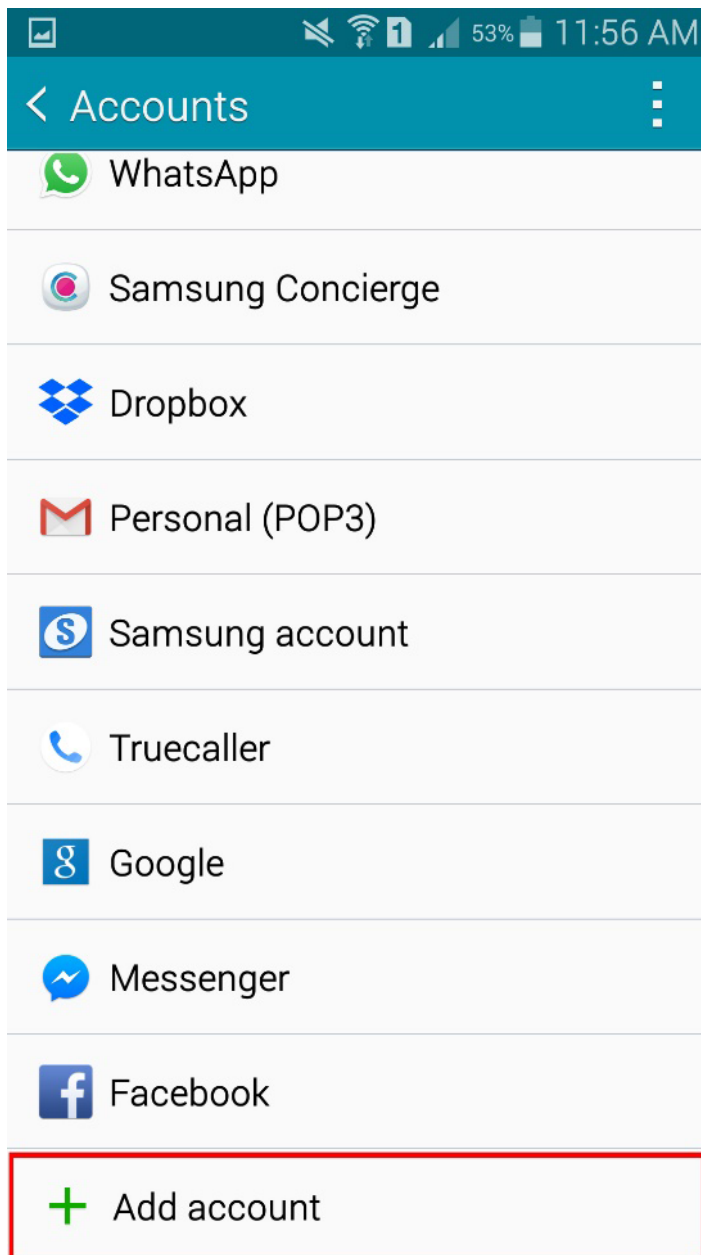 1 53% 11:56 AM
Accounts
WhatsApp
Samsung Concierge
Dropbox
Personal (POP3)
Samsung account
Truecaller
Google
Messenger
Facebook
Add account